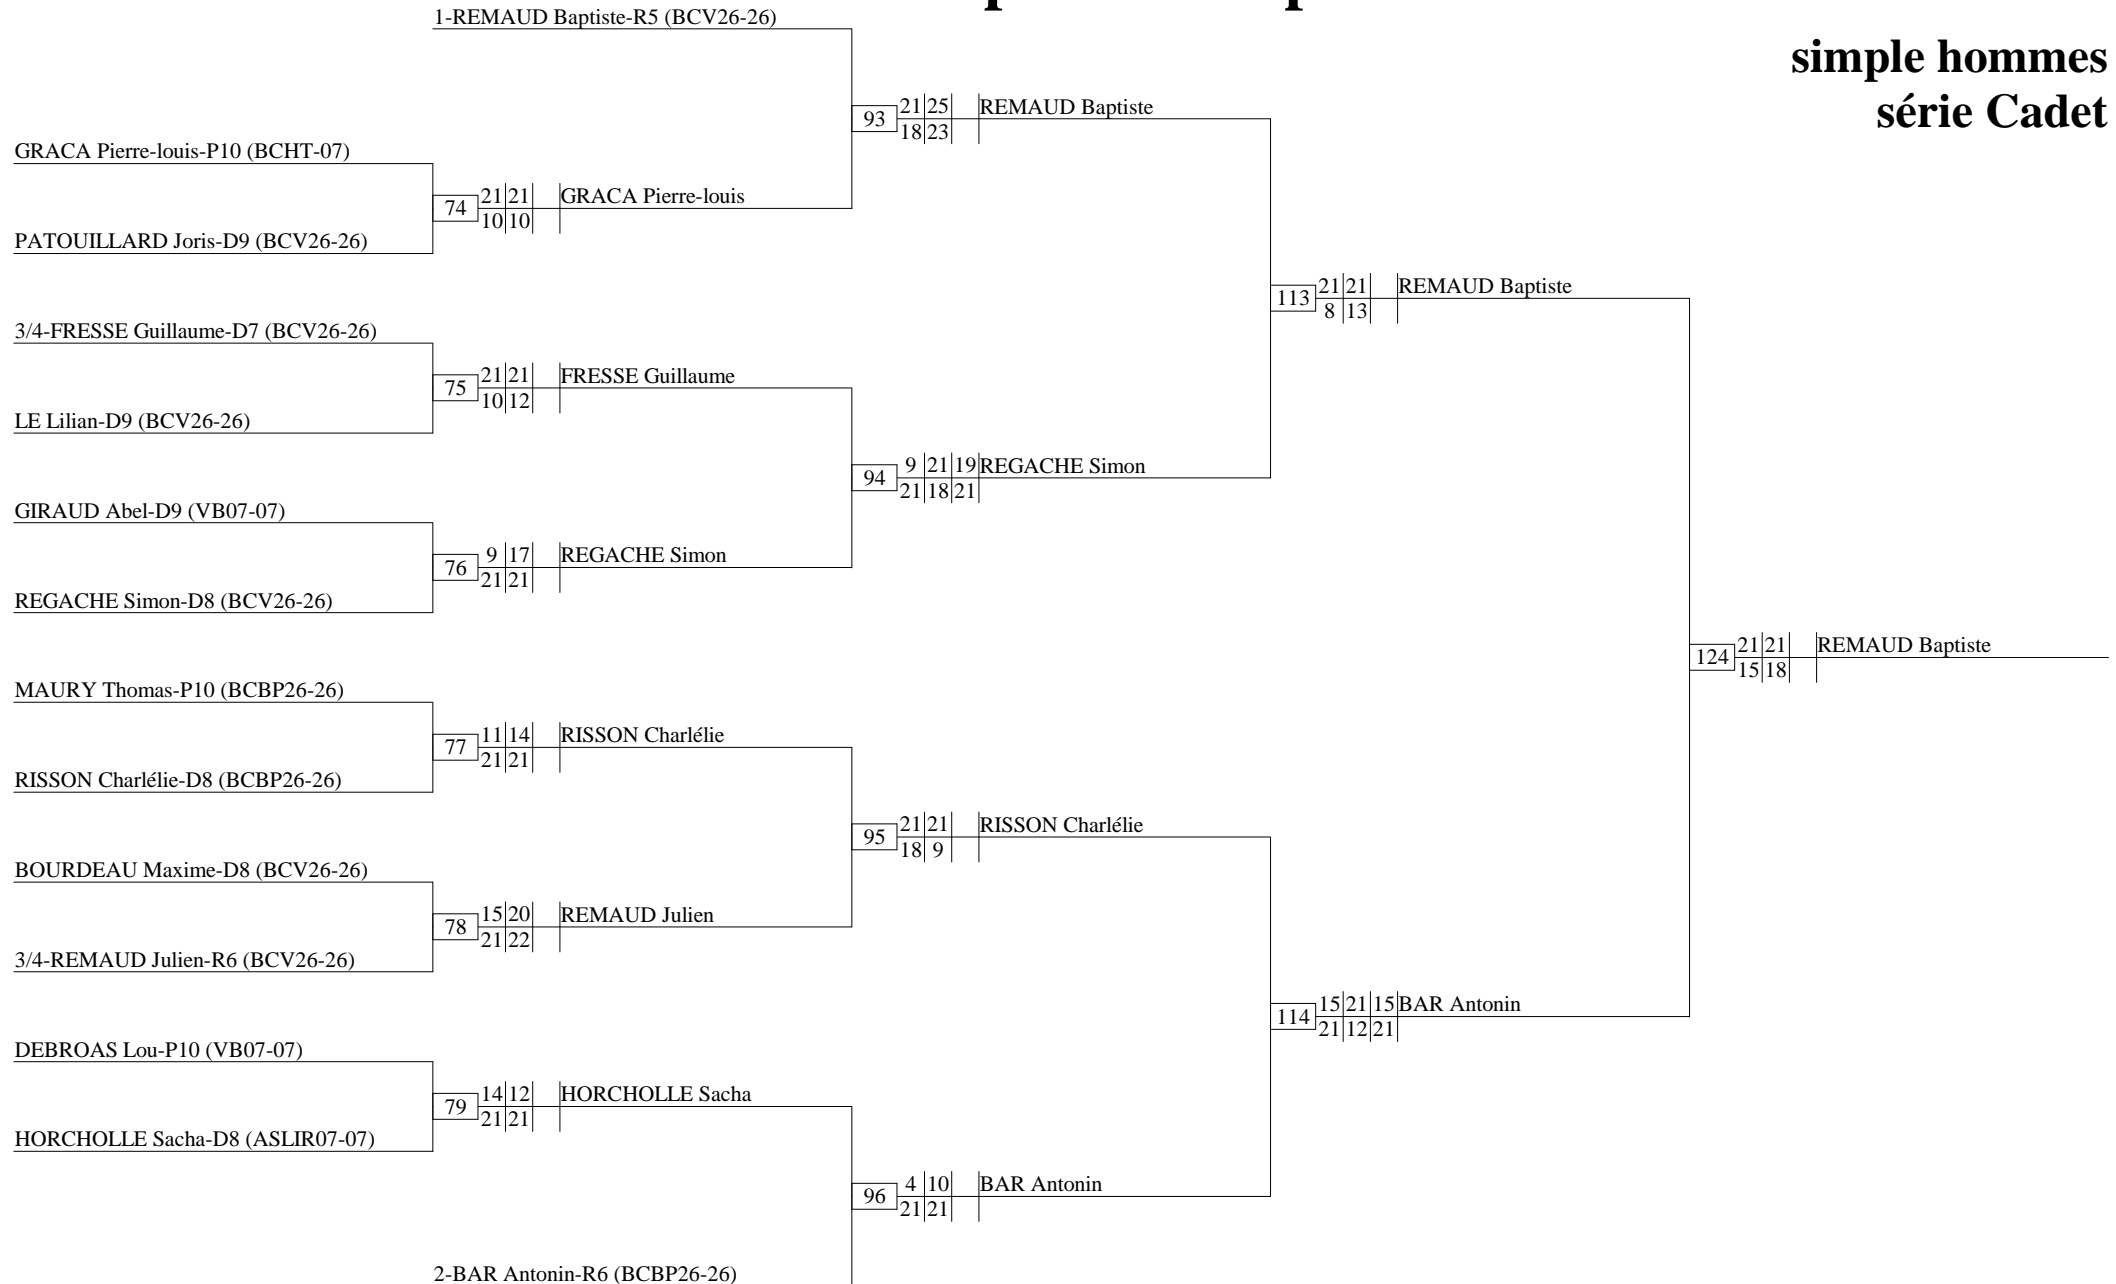 1-REMAUD Baptiste-R5 (BCV26-26)
simple hommes
série Cadet
21 25 REMAUD Baptiste
93
18 23
GRACA Pierre-louis-P10 (BCHT-07)
21 21 GRACA Pierre-louis
74
10 10
PATOUILLARD Joris-D9 (BCV26-26)
21 21 REMAUD Baptiste
113
8 13
3/4-FRESSE Guillaume-D7 (BCV26-26)
21 21 FRESSE Guillaume
75
10 12
LE Lilian-D9 (BCV26-26)
9 21 19 REGACHE Simon
94
21 18 21
GIRAUD Abel-D9 (VB07-07)
9 17 REGACHE Simon
76
21 21
REGACHE Simon-D8 (BCV26-26)
21 21 REMAUD Baptiste
124
15 18
MAURY Thomas-P10 (BCBP26-26)
11 14 RISSON Charlélie
77
21 21
RISSON Charlélie-D8 (BCBP26-26)
21 21 RISSON Charlélie
95
18 9
BOURDEAU Maxime-D8 (BCV26-26)
15 20 REMAUD Julien
78
21 22
3/4-REMAUD Julien-R6 (BCV26-26)
15 21 15 BAR Antonin
114
21 12 21
DEBROAS Lou-P10 (VB07-07)
14 12 HORCHOLLE Sacha
79
21 21
HORCHOLLE Sacha-D8 (ASLIR07-07)
4 10 BAR Antonin
96
21 21
2-BAR Antonin-R6 (BCBP26-26)